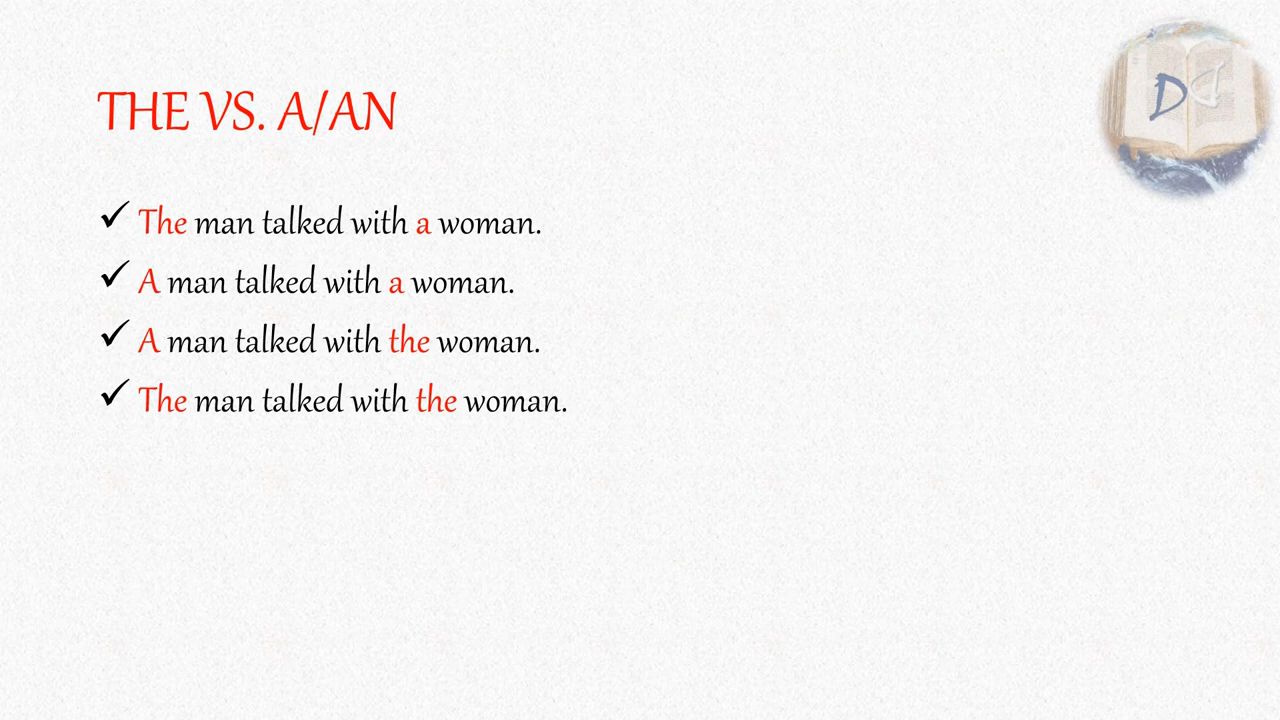 THE VS. A/AN
The man talked with a woman.
A man talked with a woman.
A man talked with the woman.
The man talked with the woman.